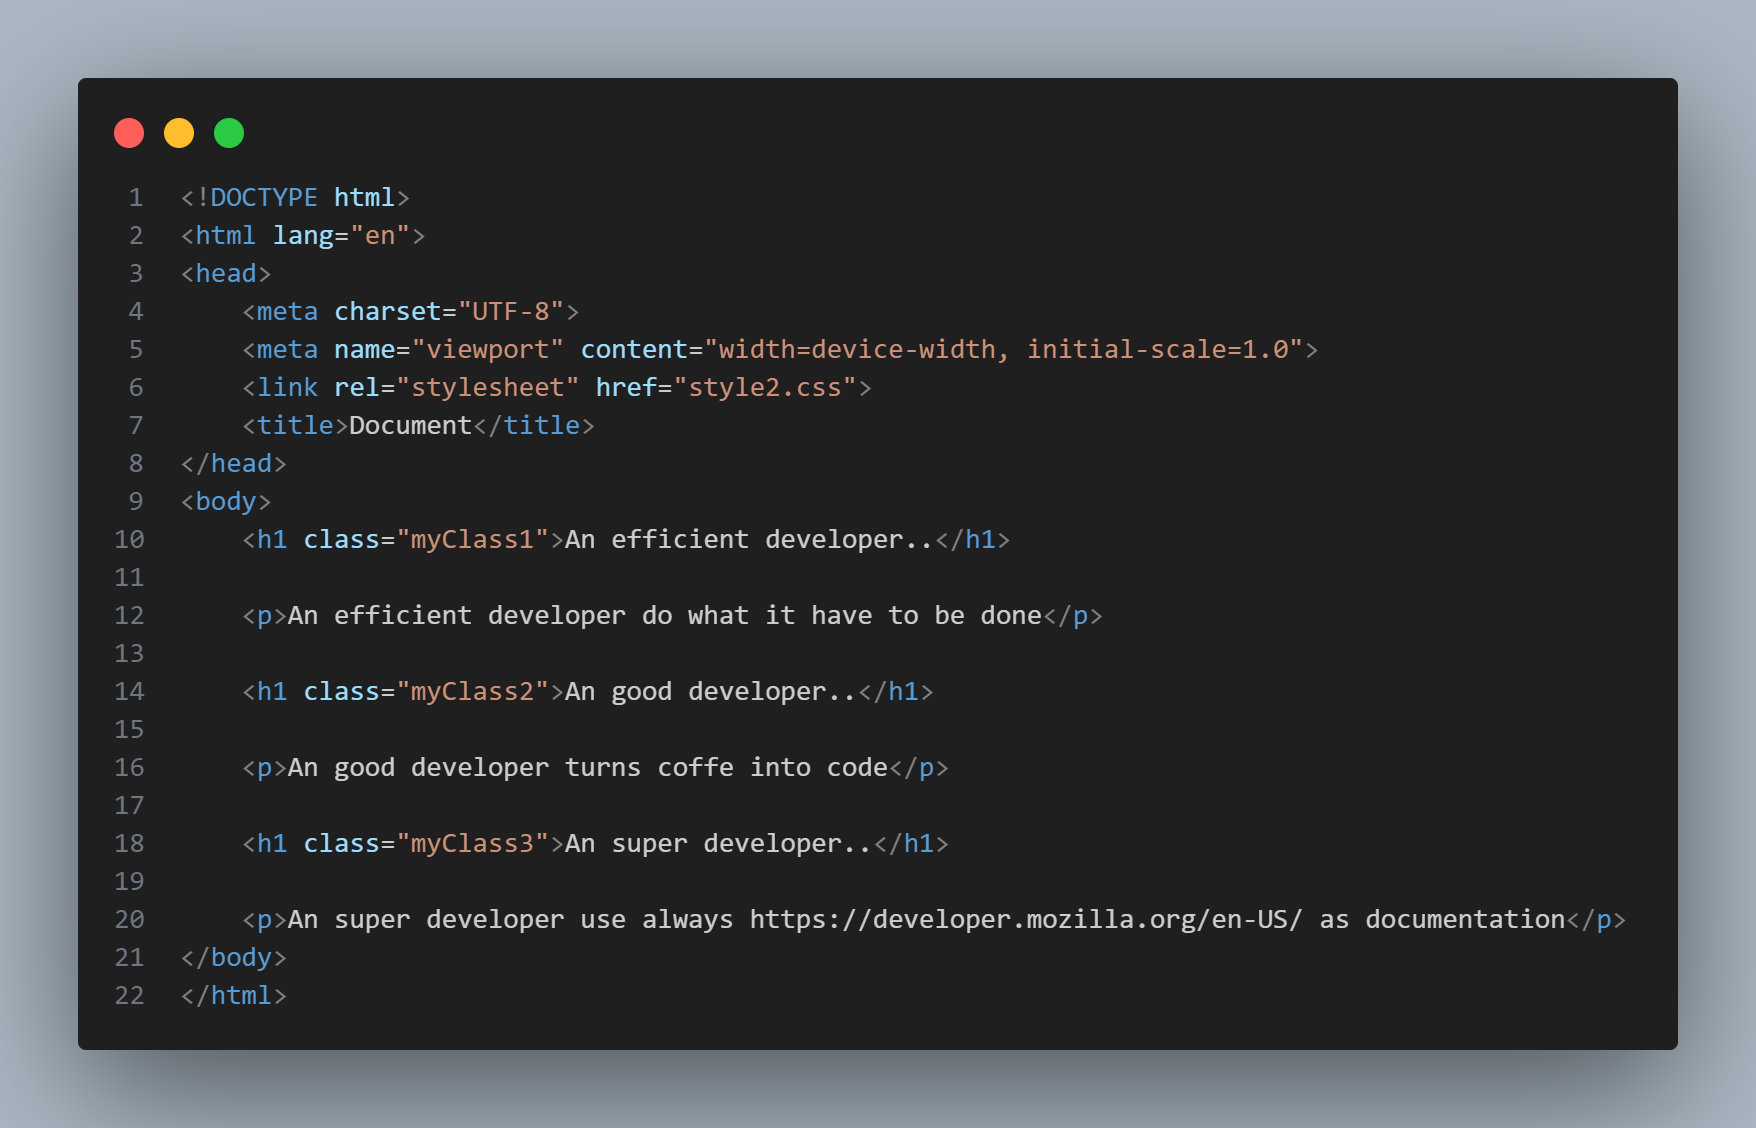 1 <!DOCTYPE html>
2 <html lang="en">
3 <head>
4     <meta charset="UTF-8">
5     <meta name="viewport" content="width=device-width, initial-scale=1.0">
6     <link rel="stylesheet" href="style2.css">
7     <title>Document</title>
8 </head>
9 <body>
10     <h1 class="myClass1">An efficient developer..</h1>
11
12     <p>An efficient developer do what it have to be done</p>
13
14     <h1 class="myClass2">An good developer..</h1>
15
16     <p>An good developer turns coffe into code</p>
17
18     <h1 class="myClass3">An super developer..</h1>
19
20     <p>An super developer use always https://developer.mozilla.org/en-US/ as documentation</p>
21 </body>
22 </html>